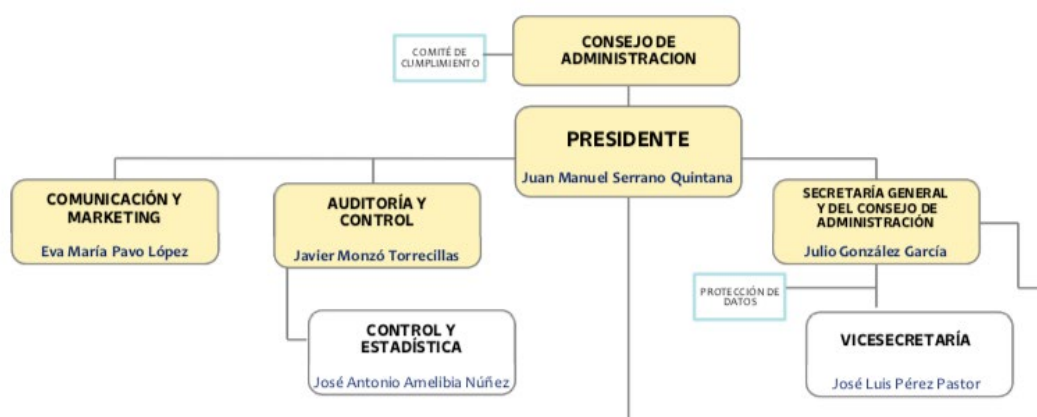 CONSEJO DE
ADMINISTRACION
COMITÉ DE
CUMPLIMIENTO
PRESIDENTE
Juan Manuel Serrano Quintana
COMUNICACIÓN Y
MARKETING
Eva María Pavo López
AUDITORÍA Y
CONTROL
Javier Monzó Torrecillas
SECRETARÍA GENERAL
Y DEL CONSEJO DE
ADMINISTRACIÓN
Julio González García
PROTECCIÓN DE
DATOS
CONTROL Y
ESTADÍSTICA
José Antonio Amelibia Núñez
VICESECRETARÍA
José Luis Pérez Pastor